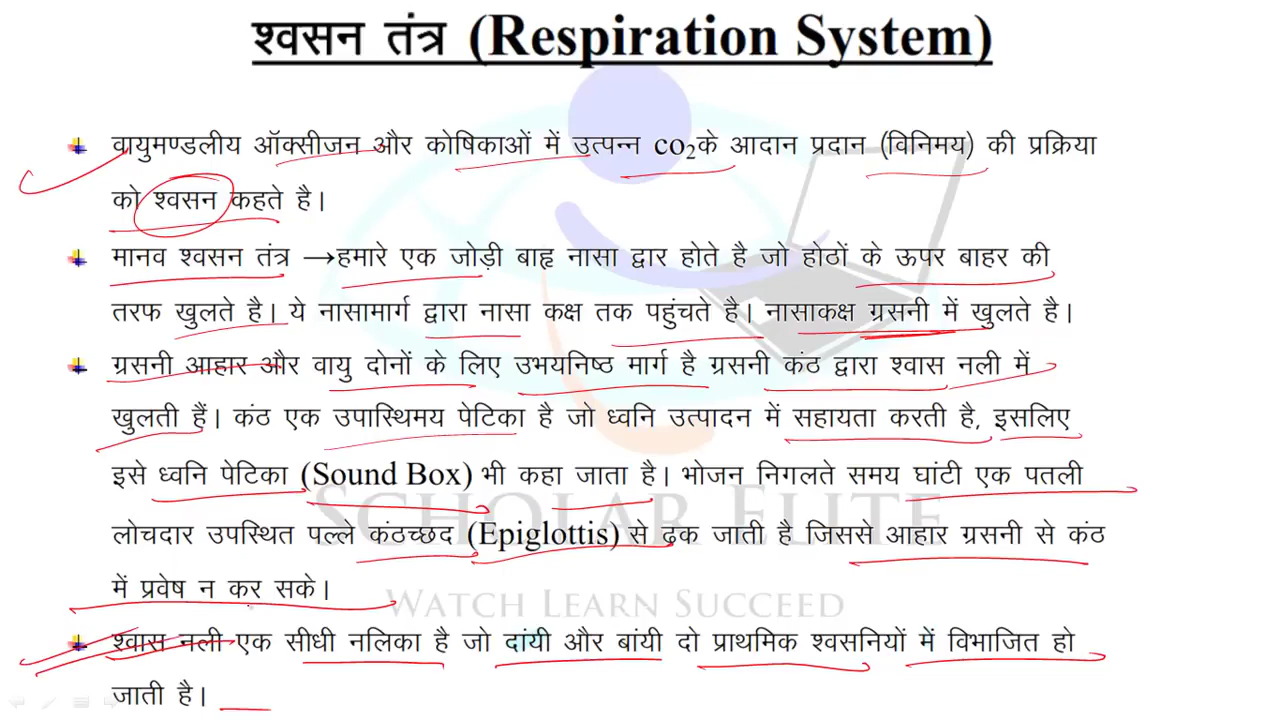 श्वसन तंत्र (Respiration System)
वायुमण्डलीय ऑक्सीजन और कोषिकाओं में उत्पन्न co₂के आदान प्रदान (विनिमय) की प्रक्रिया
को श्वसन कहते है।
मानव श्वसन तंत्र →हमारे एक जोड़ी बाहृ नासा द्वार होते है जो होठों के ऊपर बाहर की
तरफ खुलते है। ये नासामार्ग द्वारा नासा कक्ष तक पहुंचते है। नासाकक्ष ग्रसनी में खुलते है।
ग्रसनी आहार और वायु दोनों के लिए उभयनिष्ठ मार्ग है ग्रसनी कंठ द्वारा श्वास नली में
खुलती हैं। कंठ एक उपास्थिमय पेटिका है जो ध्वनि उत्पादन में सहायता करती है, इसलिए
इसे ध्वनि पेटिका (Sound Box) भी कहा जाता है। भोजन निगलते समय घांटी एक पतली
लोचदार उपस्थित पल्ले कंठच्छद (Epiglottis) से ढ़क जाती है जिससे आहार ग्रसनी से कंठ
में प्रवेष न कर सके।
श्वास नली एक सीधी नलिका है जो दांयी और बांयी दो प्राथमिक श्वसनियों में विभाजित हो
जाती है।
SCHOLAR ELITE
WATCH LEARN SUCCEED